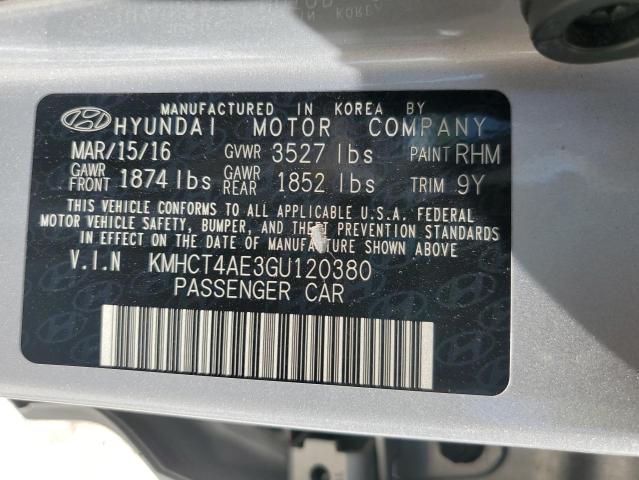 MANUFACTURED IN KOREA BY
HYUNDAI MOTOR COMPANY
MAR/15/16 GVWR 3527 lbs PAINT RHM
GAWR FRONT 1874 lbs GAWR REAR 1852 lbs TRIM 9Y
THIS VEHICLE CONFORMS TO ALL APPLICABLE U.S.A. FEDERAL
MOTOR VEHICLE SAFETY, BUMPER, AND THEFT PREVENTION STANDARDS
IN EFFECT ON THE DATE OF MANUFACTURE SHOWN ABOVE
V.I.N KMHCT4AE3GU120380
PASSENGER CAR